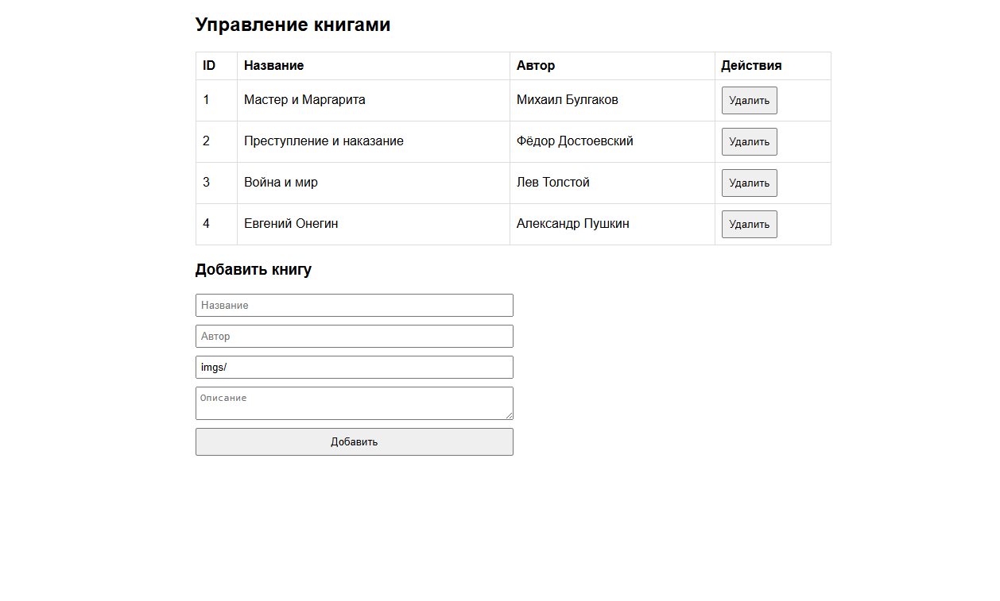 Управление книгами
ID Название Автор Действия
1 Мастер и Маргарита Михаил Булгаков Удалить
2 Преступление и наказание Фёдор Достоевский Удалить
3 Война и мир Лев Толстой Удалить
4 Евгений Онегин Александр Пушкин Удалить
Добавить книгу
Название
Автор
imgs/
Описание
Добавить